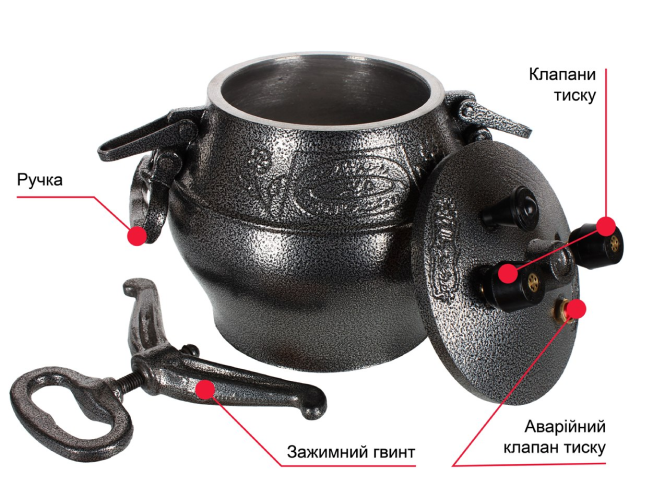 Клапани
тиску
Ручка
Аварійний
клапан тиску
Зажимний гвинт